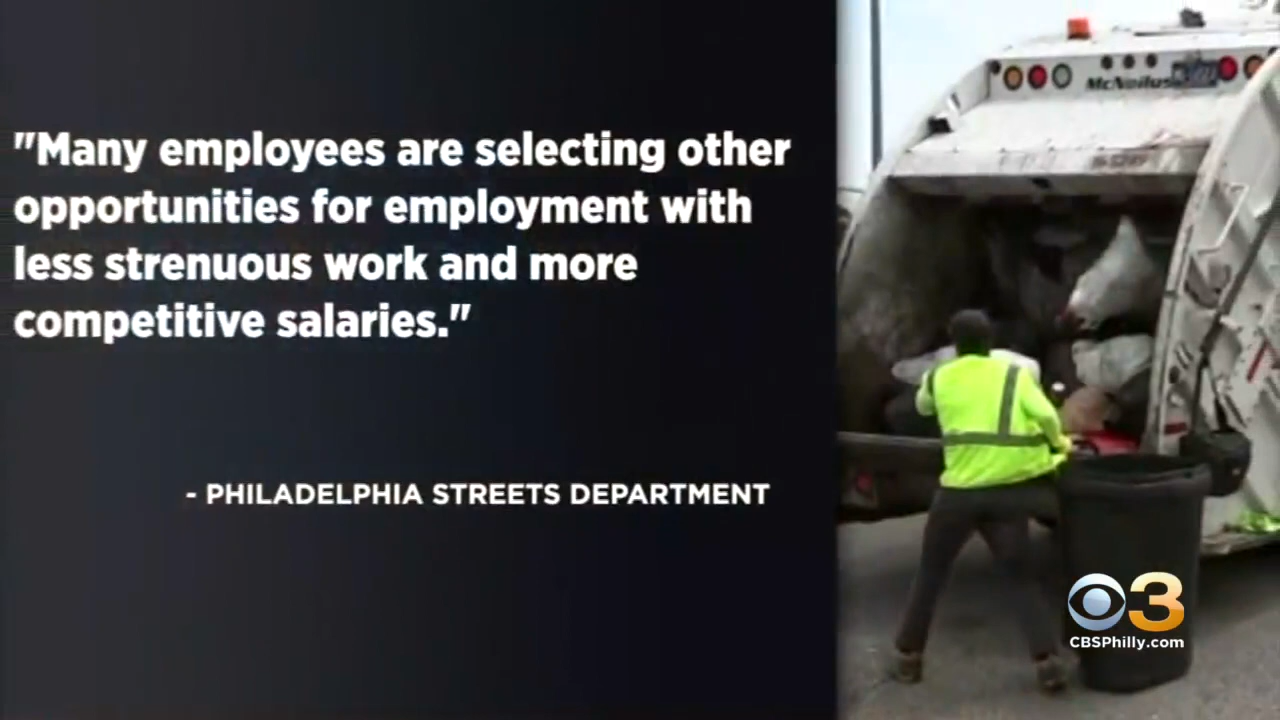 "Many employees are selecting other
opportunities for employment with
less strenuous work and more
competitive salaries."
- PHILADELPHIA STREETS DEPARTMENT
McNeilus
3
CBSPhilly.com